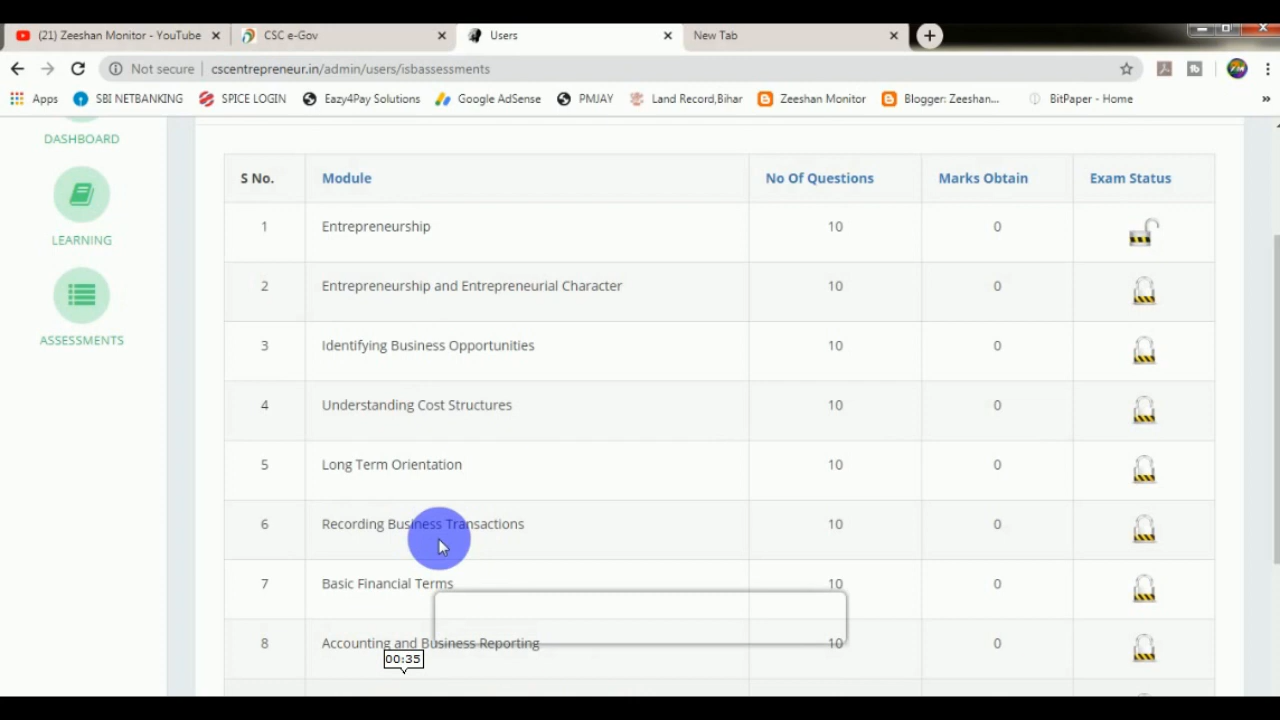 (21) Zeeshan Monitor - YouTube
CSC e-Gov
Users
New Tab
Not secure cscentrepreneur.in/admin/users/isbassessments
Apps SBI NETBANKING SPICE LOGIN Eazy4Pay Solutions Google AdSense PMJAY Land Record,Bihar Zeeshan Monitor Blogger: Zeeshan... BitPaper - Home »
DASHBOARD
LEARNING
ASSESSMENTS
S No. Module No Of Questions Marks Obtain Exam Status
1 Entrepreneurship 10 0
2 Entrepreneurship and Entrepreneurial Character 10 0
3 Identifying Business Opportunities 10 0
4 Understanding Cost Structures 10 0
5 Long Term Orientation 10 0
6 Recording Business Transactions 10 0
7 Basic Financial Terms 10 0
8 Accounting and Business Reporting 10 0
00:35